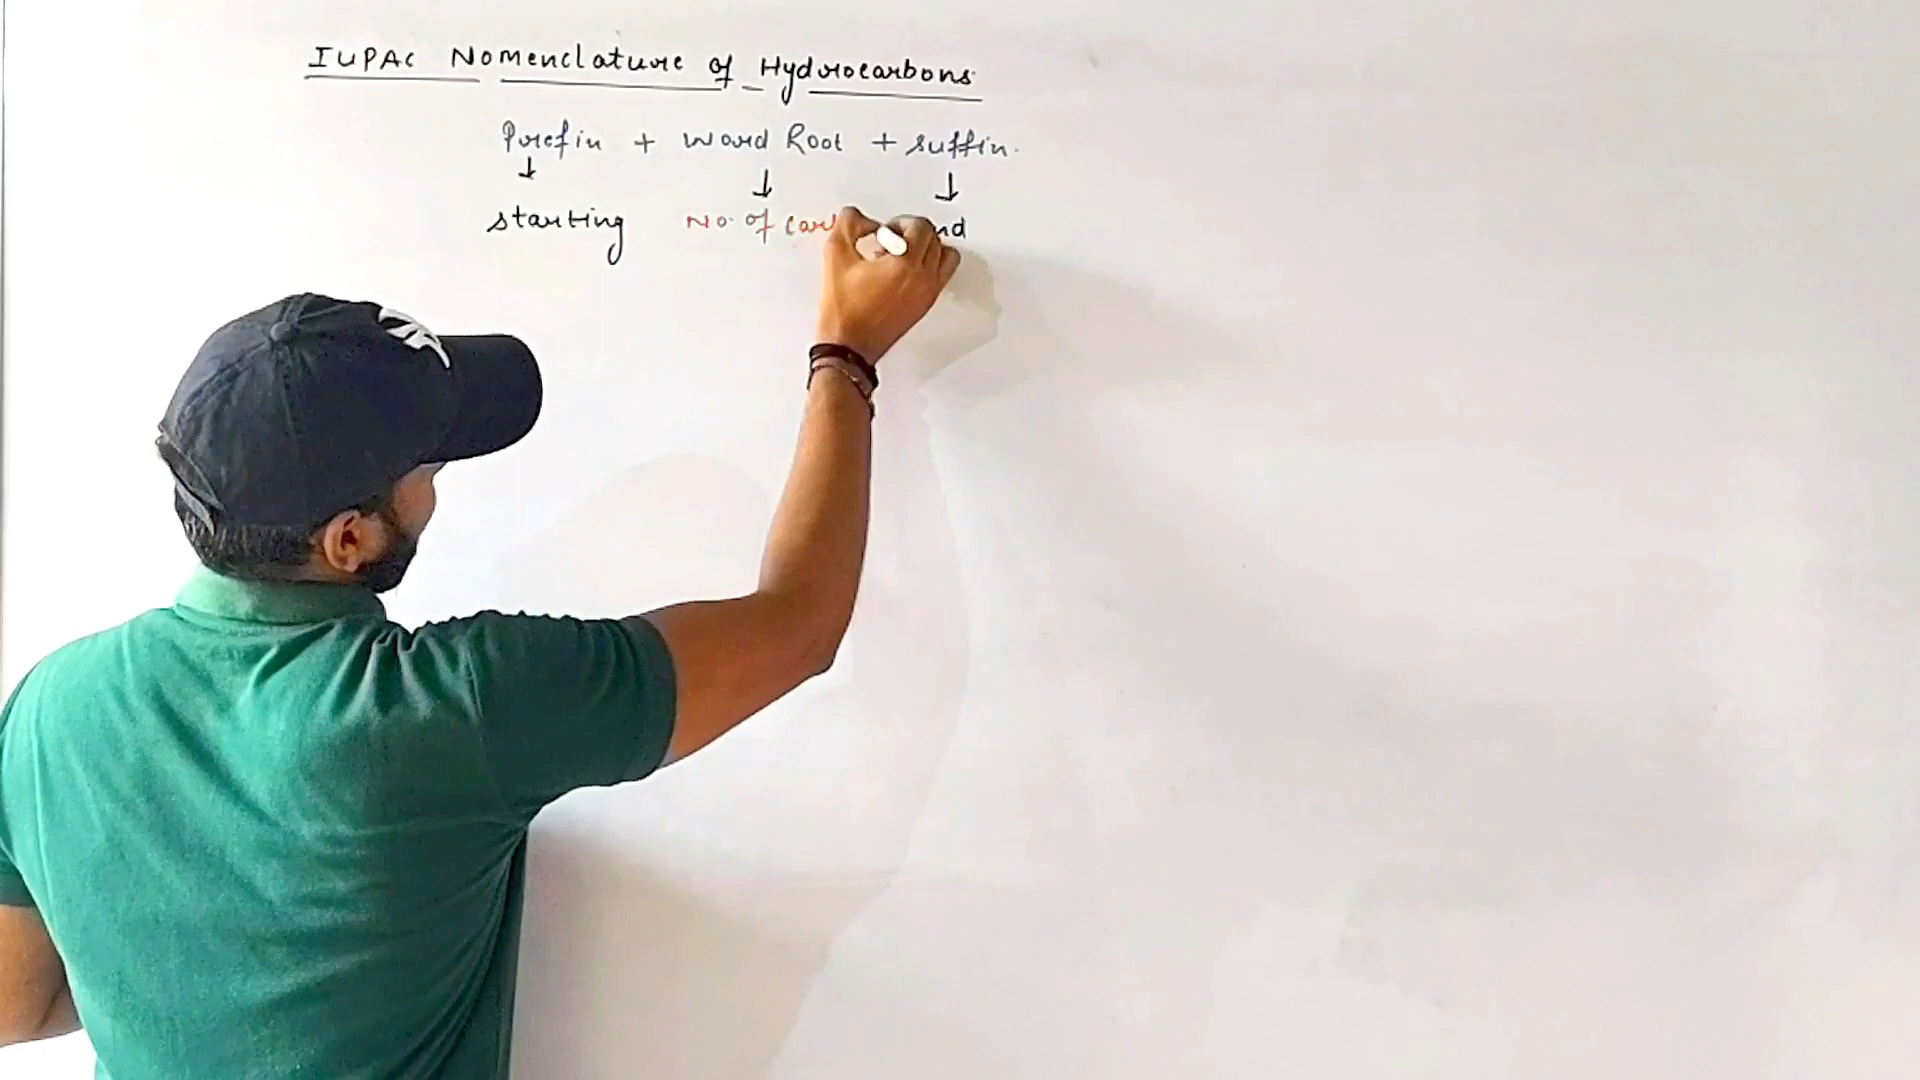 IUPAC Nomenclature of Hydrocarbons
Prefix + Word Root + suffix.
↓ ↓ ↓
starting No. of